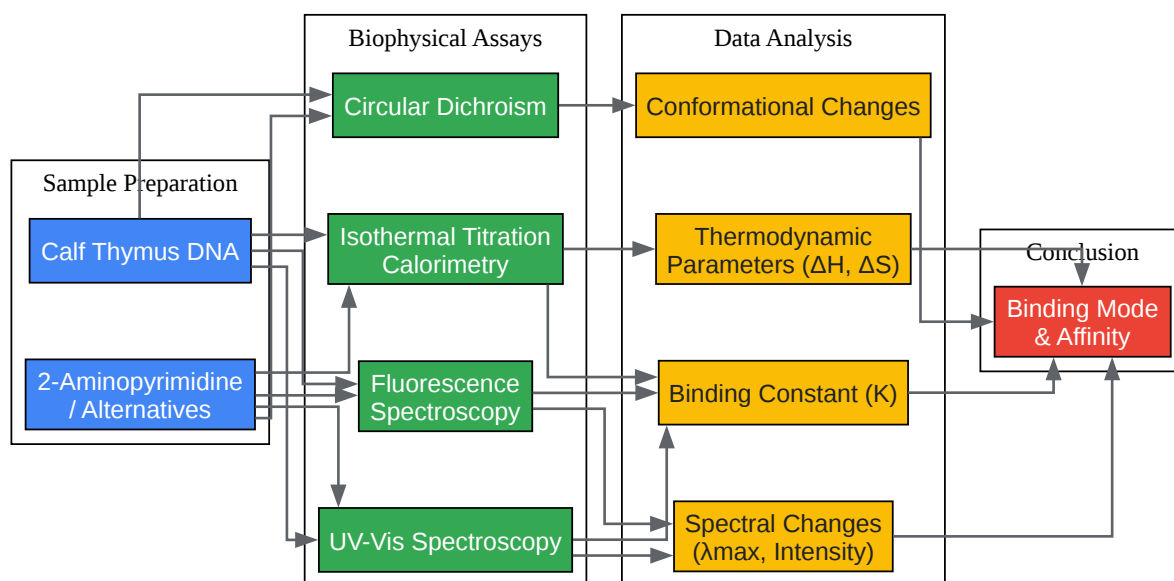 Biophysical Assays
Data Analysis
Circular Dichroism
Conformational Changes
Sample Preparation
Calf Thymus DNA
Isothermal Titration
Calorimetry
Thermodynamic
Parameters (ΔH, ΔS)
Conclusion
Binding Mode
& Affinity
2-Aminopyrimidine
/ Alternatives
Fluorescence
Spectroscopy
Binding Constant (K)
UV-Vis Spectroscopy
Spectral Changes
(λmax, Intensity)